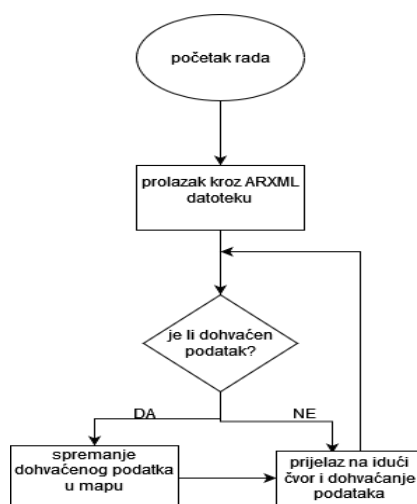 početak rada
prolazak kroz ARXML
datoteku
je li dohvaćen
podatak?
DA
NE
spremanje
dohvaćenog podatka
u mapu
prijelaz na idući
čvor i dohvaćanje
podataka